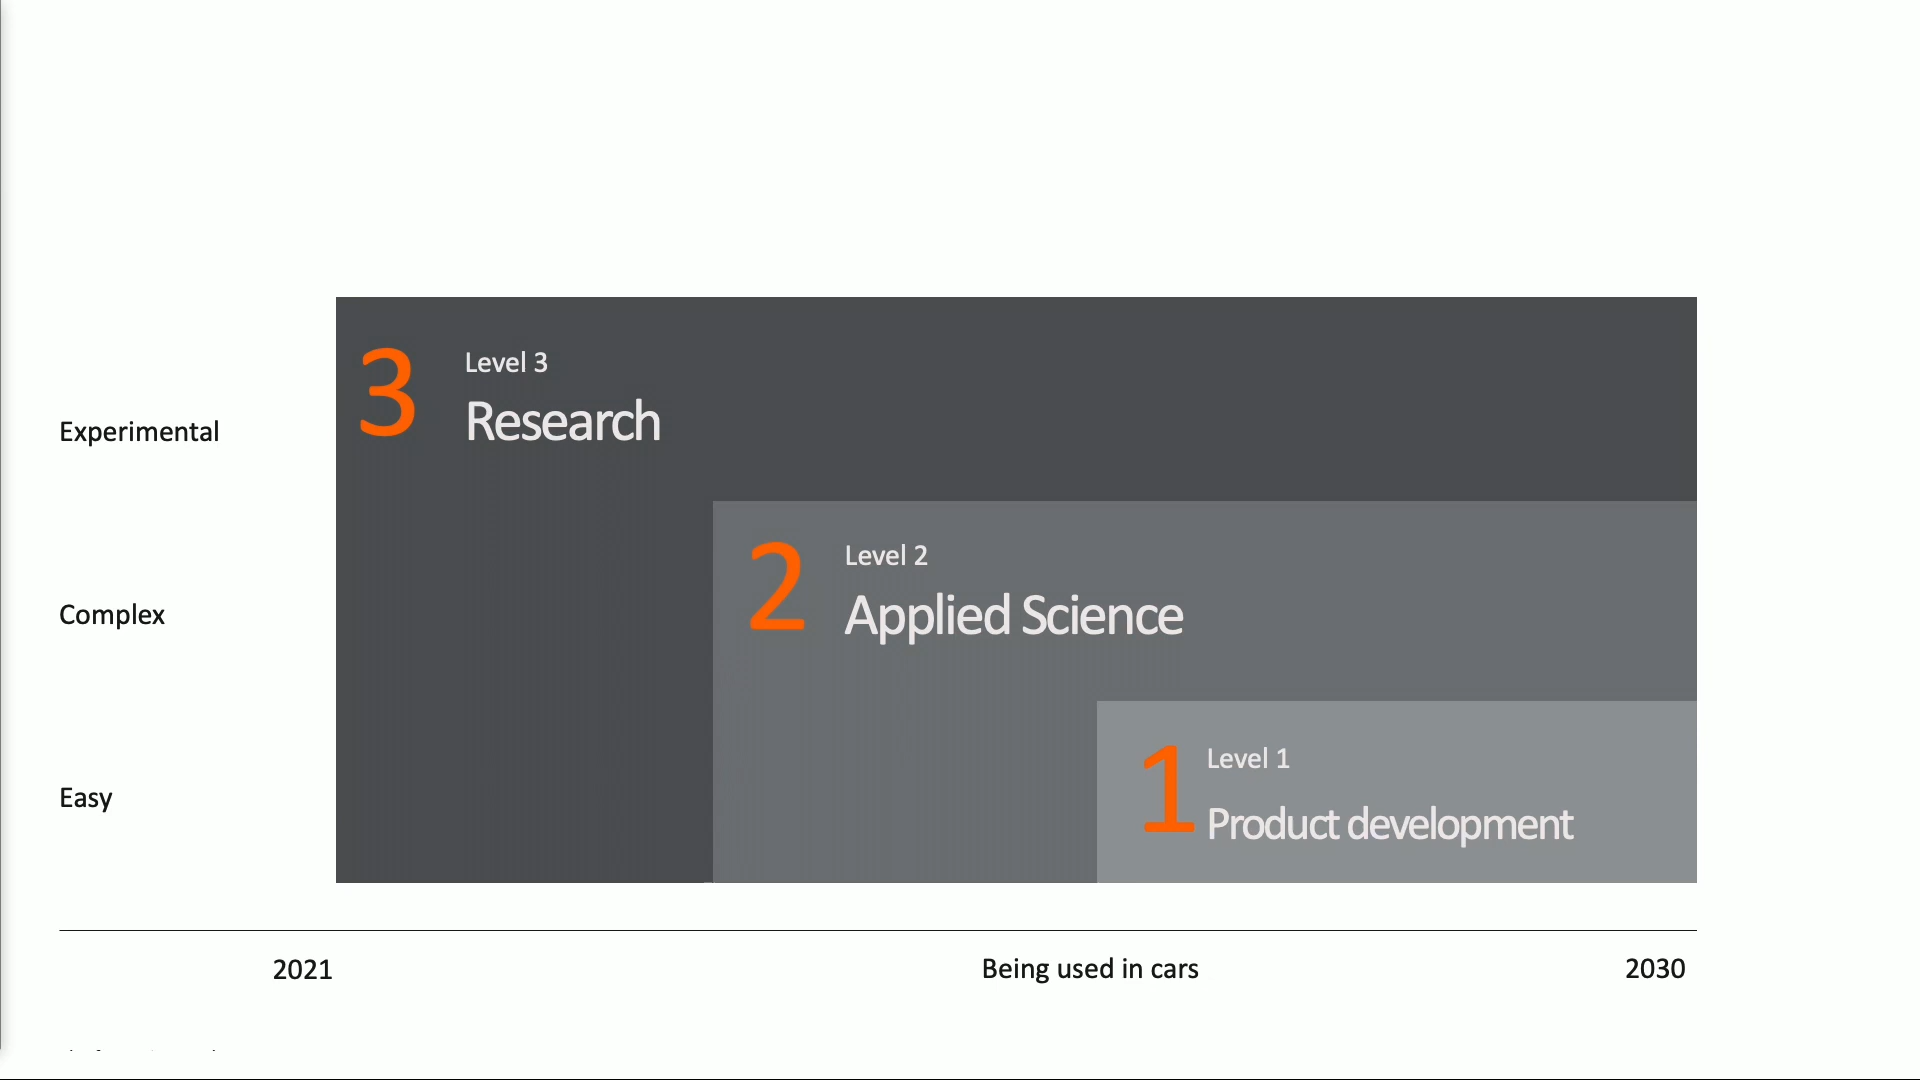 3
Level 3
Research
Experimental
2
Level 2
Applied Science
Complex
1
Level 1
Product development
Easy
2021
Being used in cars
2030